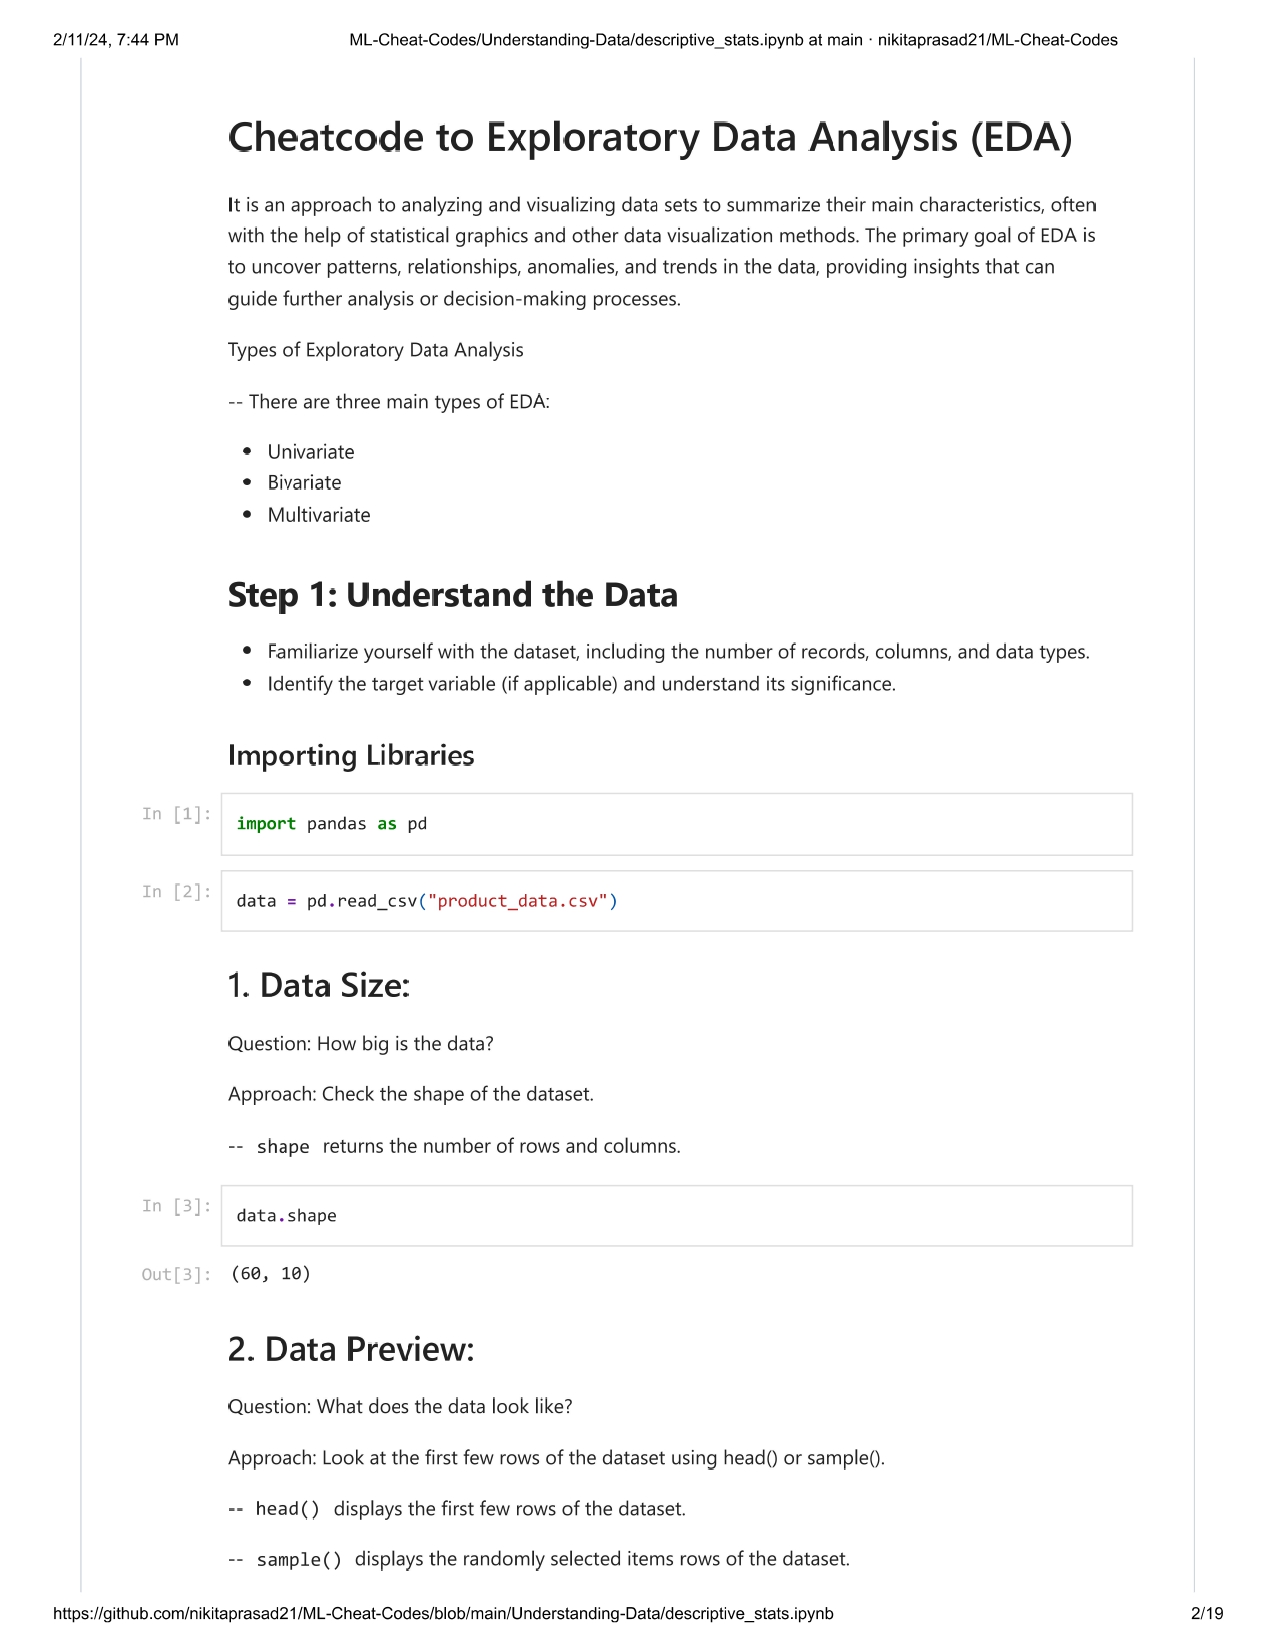 2/11/24, 7:44 PM
ML-Cheat-Codes/Understanding-Data/descriptive_stats.ipynb at main · nikitaprasad21/ML-Cheat-Codes
Cheatcode to Exploratory Data Analysis (EDA)
It is an approach to analyzing and visualizing data sets to summarize their main characteristics, often
with the help of statistical graphics and other data visualization methods. The primary goal of EDA is
to uncover patterns, relationships, anomalies, and trends in the data, providing insights that can
guide further analysis or decision-making processes.
Types of Exploratory Data Analysis
-- There are three main types of EDA:
• Univariate
• Bivariate
• Multivariate
Step 1: Understand the Data
• Familiarize yourself with the dataset, including the number of records, columns, and data types.
• Identify the target variable (if applicable) and understand its significance.
Importing Libraries
In [1]: import pandas as pd
In [2]: data = pd.read_csv("product_data.csv")
1. Data Size:
Question: How big is the data?
Approach: Check the shape of the dataset.
-- shape returns the number of rows and columns.
In [3]: data.shape
Out[3]: (60, 10)
2. Data Preview:
Question: What does the data look like?
Approach: Look at the first few rows of the dataset using head() or sample().
-- head() displays the first few rows of the dataset.
-- sample() displays the randomly selected items rows of the dataset.
https://github.com/nikitaprasad21/ML-Cheat-Codes/blob/main/Understanding-Data/descriptive_stats.ipynb
2/19